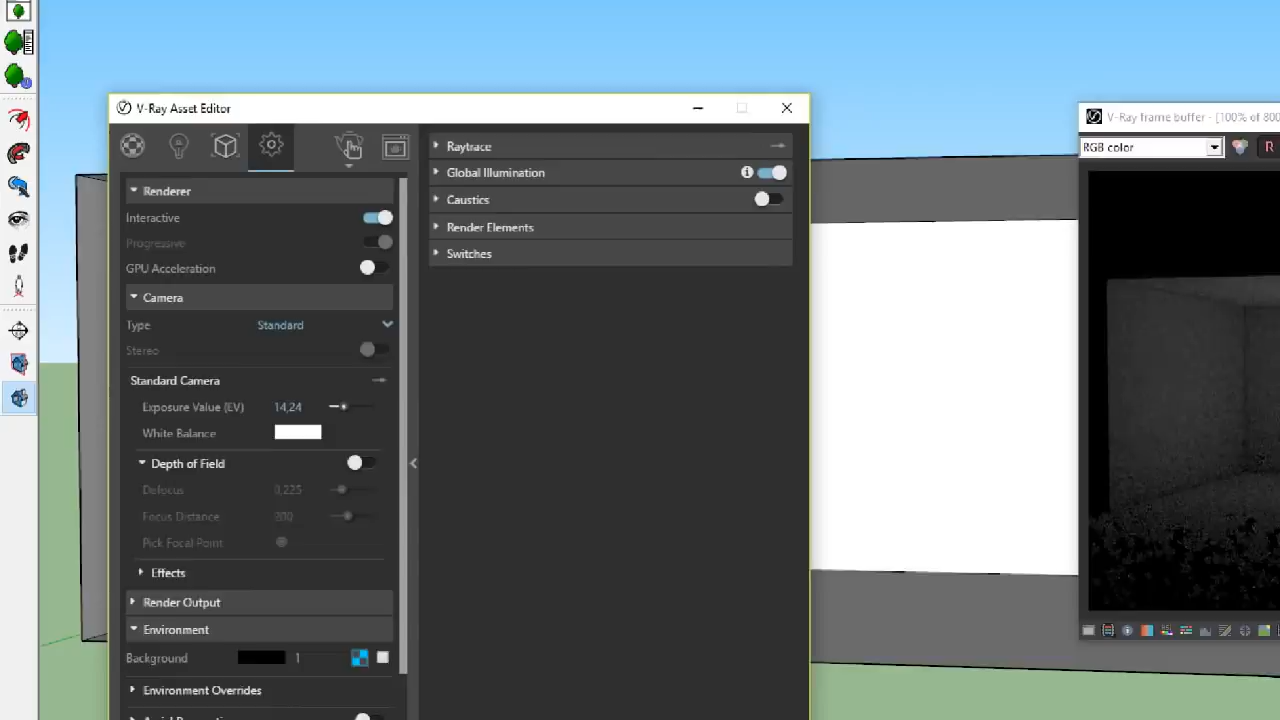 V-Ray Asset Editor
V-Ray frame buffer - [100% of 800
RGB color
R
Renderer
Interactive
Progressive
GPU Acceleration
Camera
Type Standard
Stereo
Standard Camera
Exposure Value (EV) 14,24
White Balance
Depth of Field
Defocus 0,225
Focus Distance 200
Pick Focal Point
Effects
Render Output
Environment
Background 1
Environment Overrides
Raytrace
Global Illumination
Caustics
Render Elements
Switches